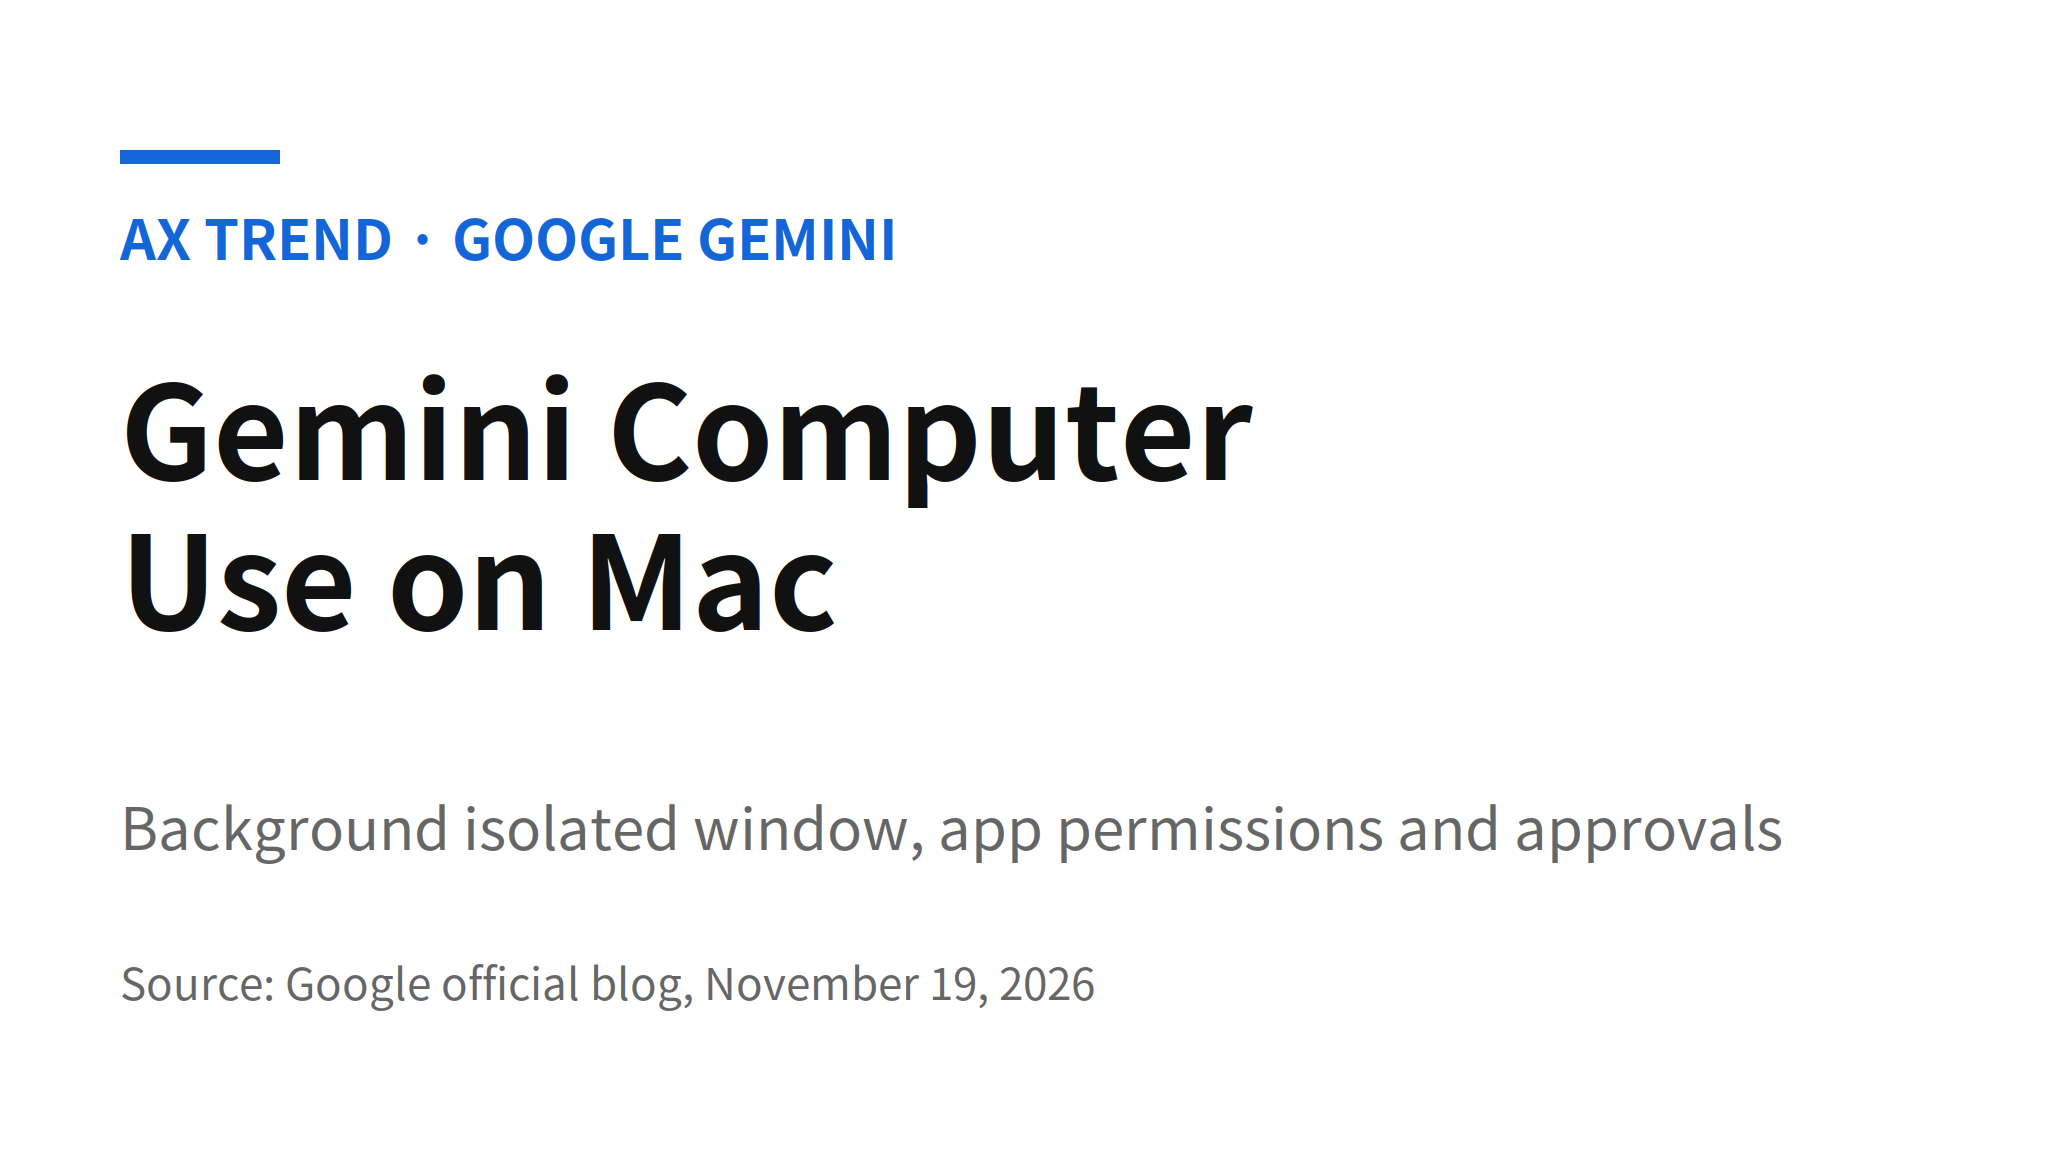 AX TREND · GOOGLE GEMINI
Gemini Computer
Use on Mac
Background isolated window, app permissions and approvals
Source: Google official blog, November 19, 2026